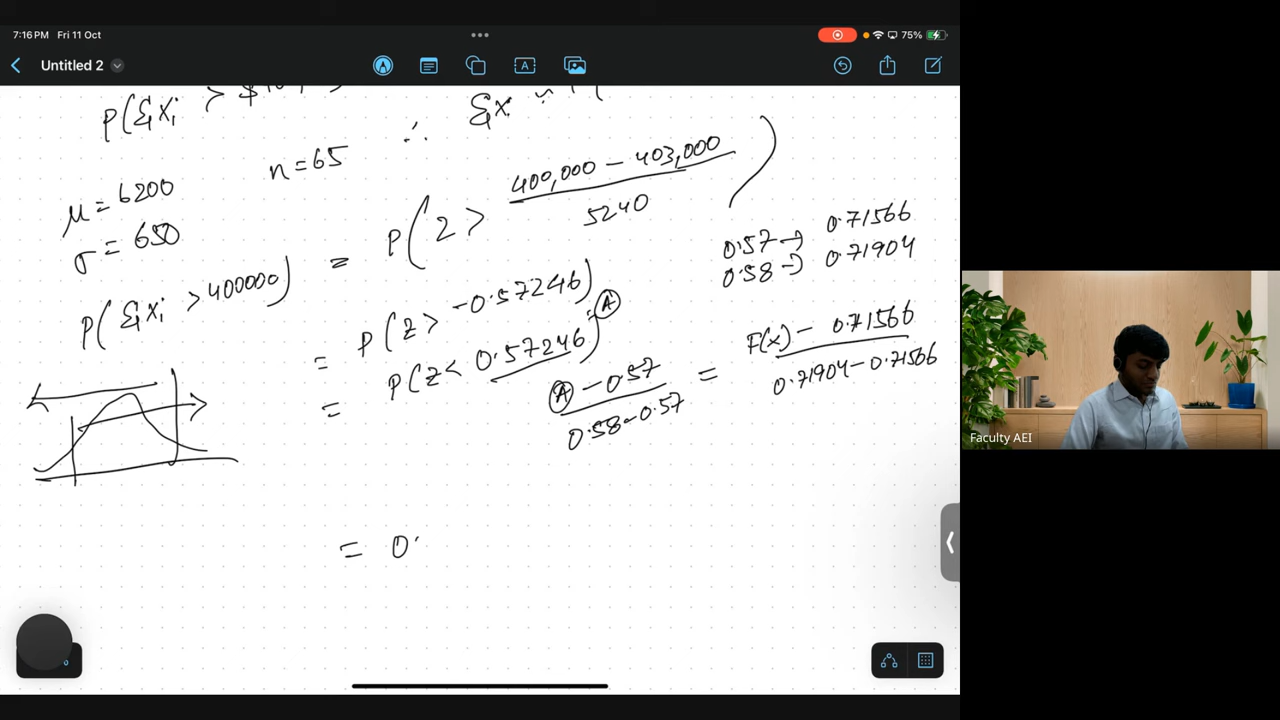 7:16 PM Fri 11 Oct
75%
Untitled 2
P(Σxi > $
∴ Σx ~
n = 65
μ = 6200
σ = 650
P(Σxi > 400000) = P(Z > 400,000 − 403,000 / 5240)
= P(Z > −0.57246)
= P(Z < 0.57246) A
0.57 → 0.71566
0.58 → 0.71904
A − 0.57 / 0.58 − 0.57 = F(x) − 0.71566 / 0.71904 − 0.71566
= 0.
Faculty AEI